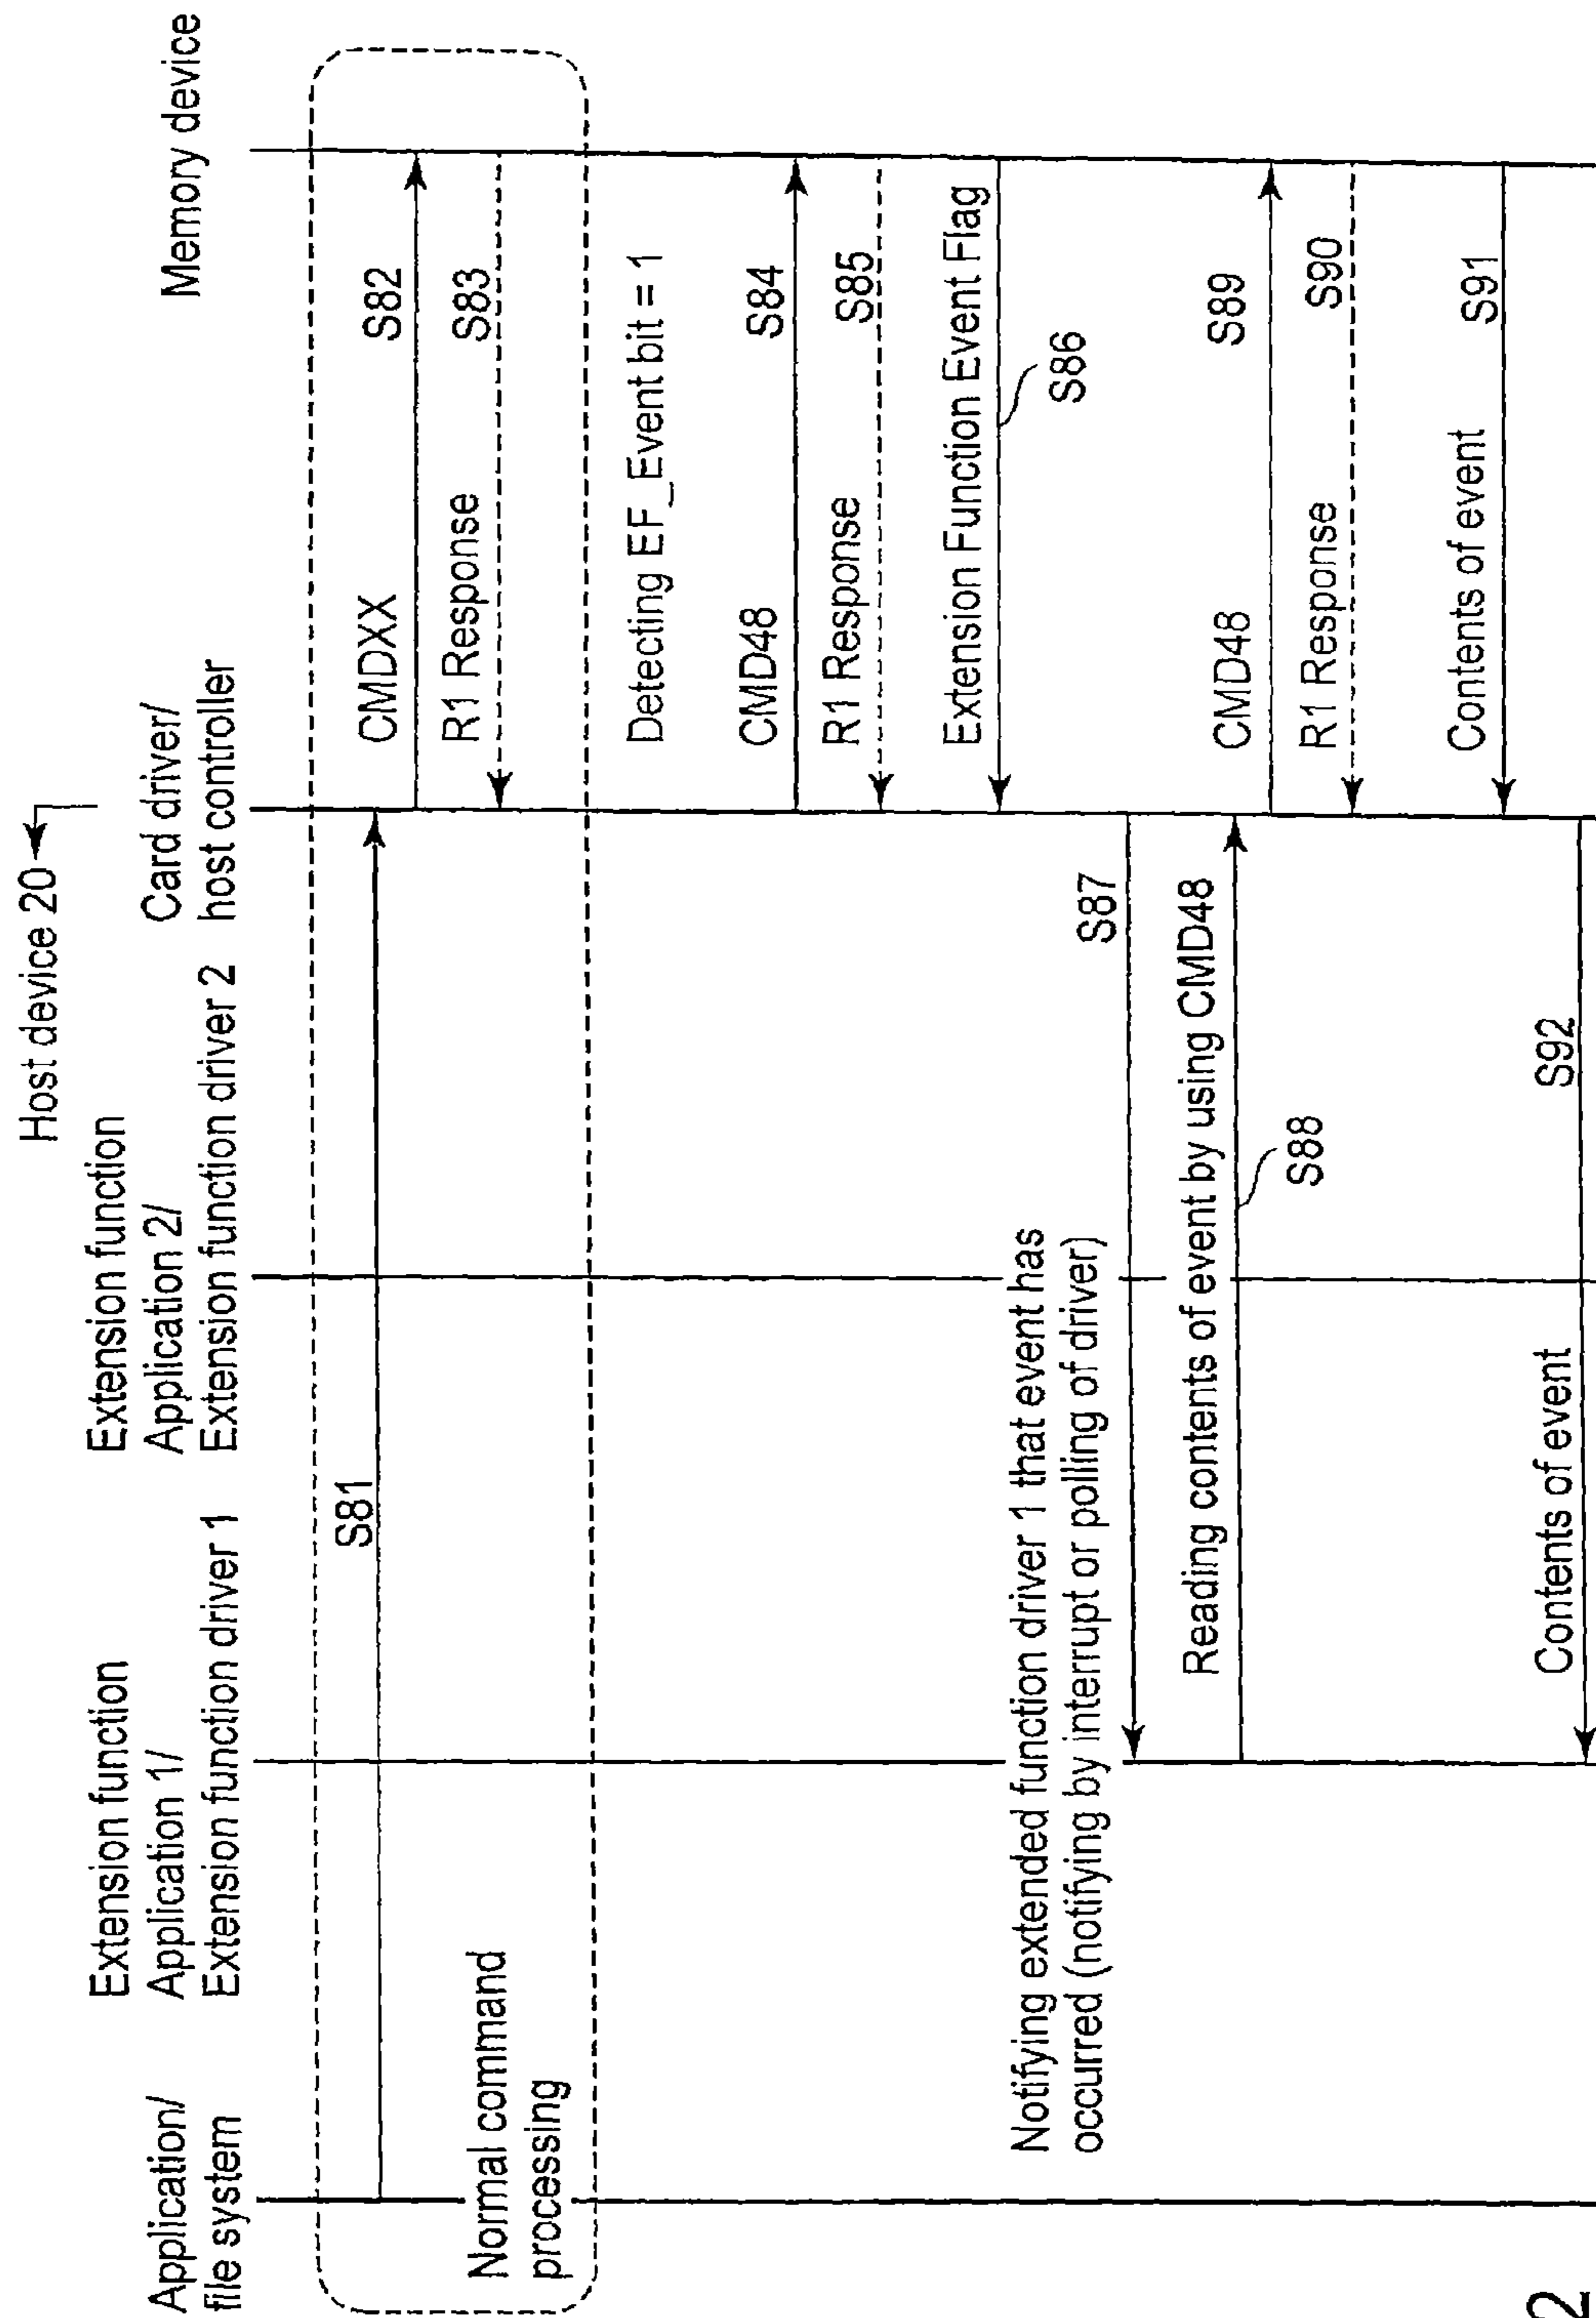 Host device 20
Application/
file system
Extension function
Application 1/
Extension function driver 1
Extension function
Application 2/
Extension function driver 2
Card driver/
host controller
Memory device
S81
CMDXX
S82
R1 Response
S83
Normal command
processing
Detecting EF_Event bit = 1
CMD48
S84
R1 Response
S85
Extension Function Event Flag
S86
Notifying extended function driver 1 that event has
occurred (notifying by interrupt or polling of driver)
S87
Reading contents of event by using CMD48
S88
CMD48
S89
R1 Response
S90
Contents of event
S91
Contents of event
S92
2